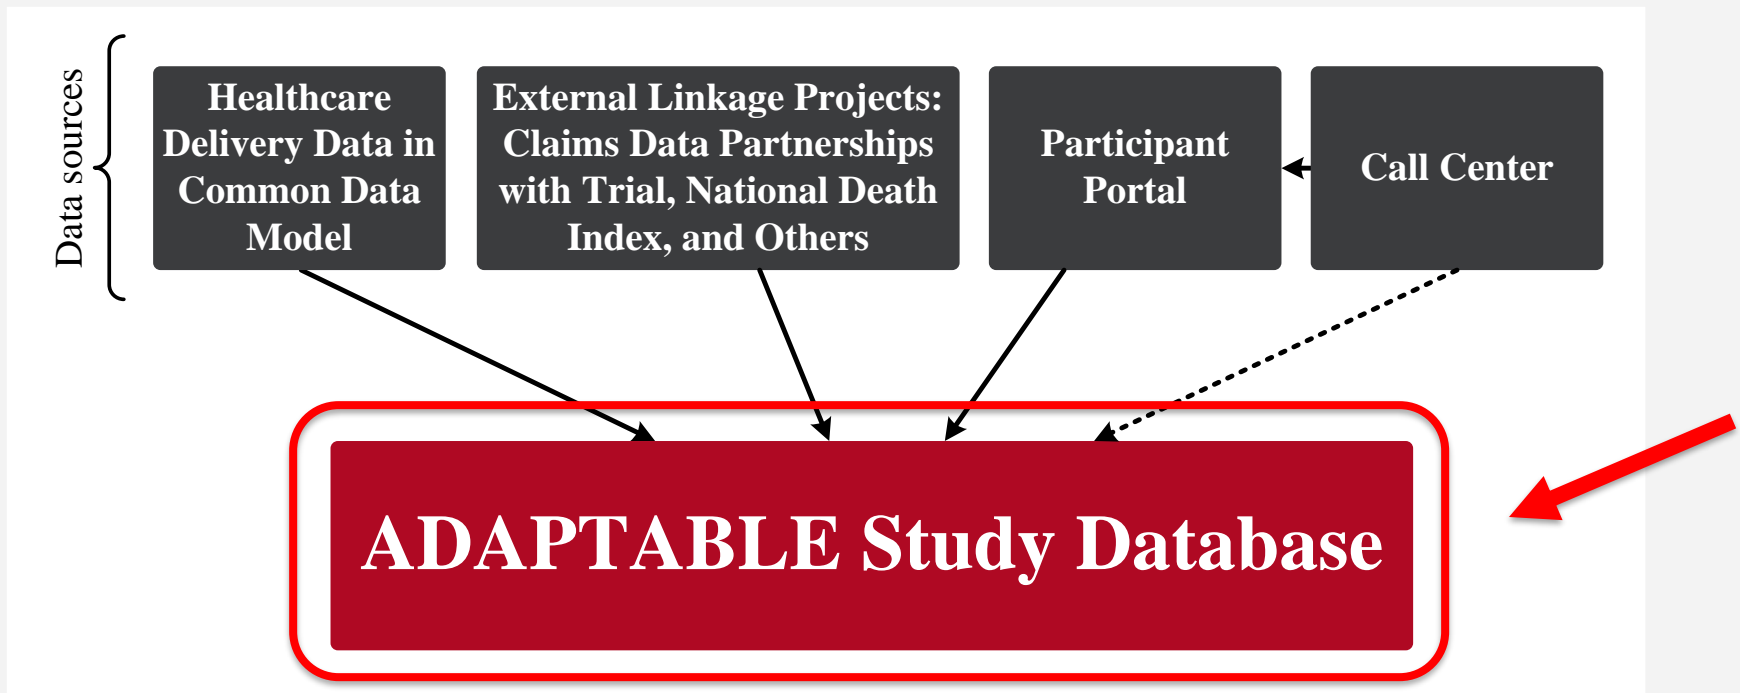 Data sources
Healthcare
Delivery Data in
Common Data
Model
External Linkage Projects:
Claims Data Partnerships
with Trial, National Death
Index, and Others
Participant
Portal
Call Center
ADAPTABLE Study Database